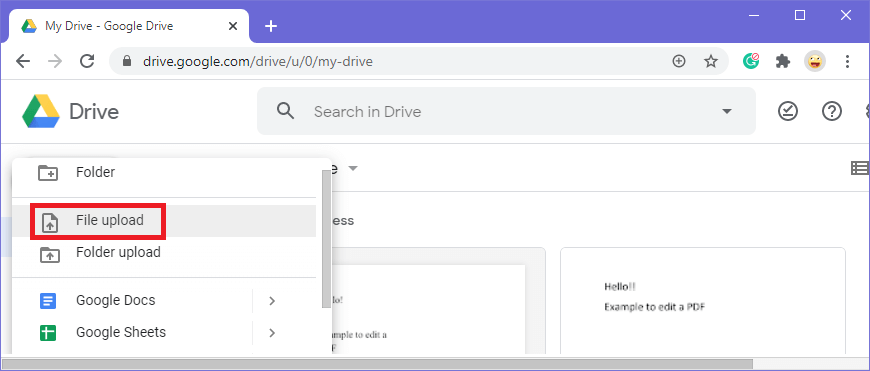 My Drive - Google Drive
drive.google.com/drive/u/0/my-drive
Drive
Search in Drive
Folder
File upload
Folder upload
Google Docs
Google Sheets
e
ess
lo!
ample to edit a
F
Hello!!
Example to edit a PDF